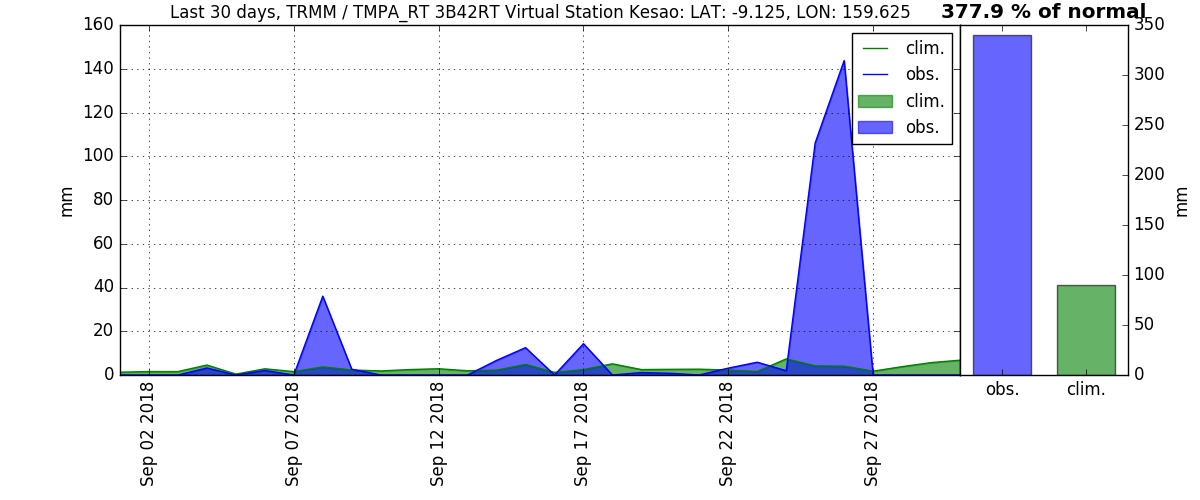 Last 30 days, TRMM / TMPA_RT 3B42RT Virtual Station Kesao: LAT: -9.125, LON: 159.625
377.9 % of normal
160
140
120
100
80
60
40
20
0
mm
clim.
obs.
clim.
obs.
Sep 02 2018
Sep 07 2018
Sep 12 2018
Sep 17 2018
Sep 22 2018
Sep 27 2018
350
300
250
200
150
100
50
0
mm
obs.
clim.